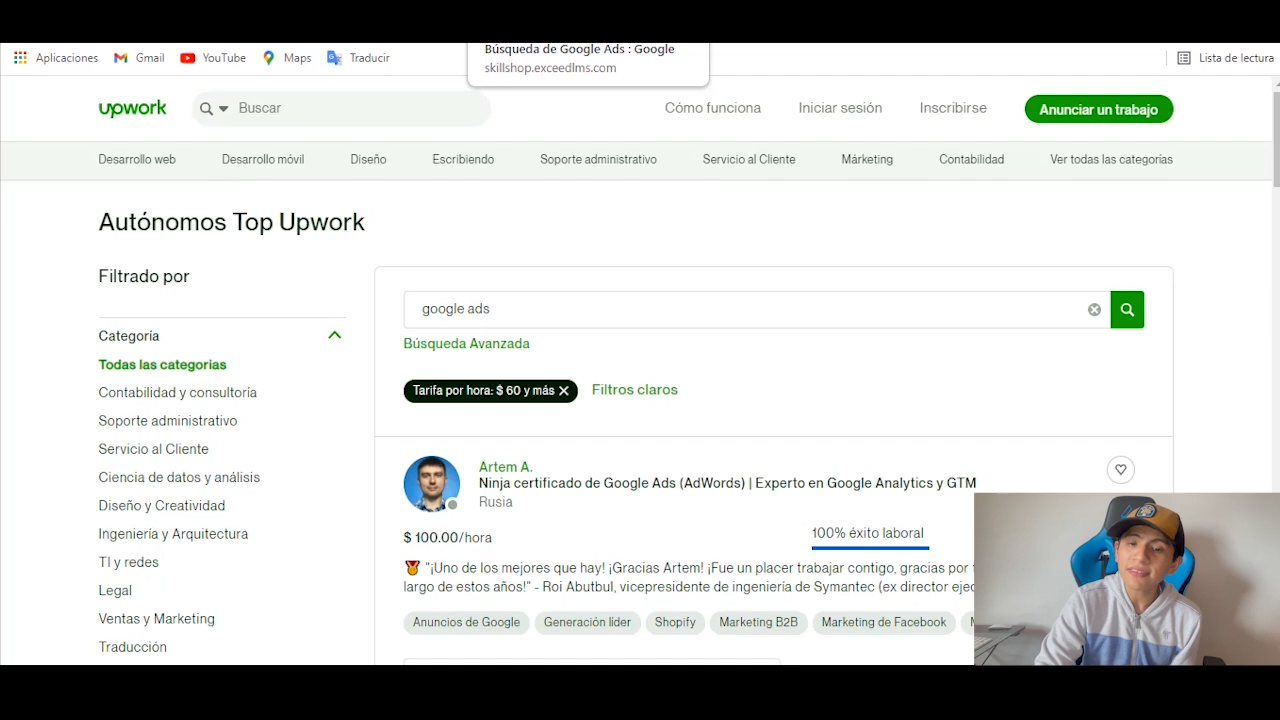 Búsqueda de Google Ads : Google
skillshop.exceedlms.com
Aplicaciones
Gmail
YouTube
Maps
Traducir
Lista de lectura
upwork
Buscar
Cómo funciona
Iniciar sesión
Inscribirse
Anunciar un trabajo
Desarrollo web
Desarrollo móvil
Diseño
Escribiendo
Soporte administrativo
Servicio al Cliente
Márketing
Contabilidad
Ver todas las categorías
Autónomos Top Upwork
Filtrado por
Categoría
Todas las categorias
Contabilidad y consultoría
Soporte administrativo
Servicio al Cliente
Ciencia de datos y análisis
Diseño y Creatividad
Ingeniería y Arquitectura
TI y redes
Legal
Ventas y Marketing
Traducción
google ads
Búsqueda Avanzada
Tarifa por hora: $ 60 y más
Filtros claros
Artem A.
Ninja certificado de Google Ads (AdWords) | Experto en Google Analytics y GTM
Rusia
$ 100.00/hora
100% éxito laboral
"¡Uno de los mejores que hay! ¡Gracias Artem! ¡Fue un placer trabajar contigo, gracias por
largo de estos años!" - Roi Abutbul, vicepresidente de ingeniería de Symantec (ex director
Anuncios de Google
Generación líder
Shopify
Marketing B2B
Marketing de Facebook